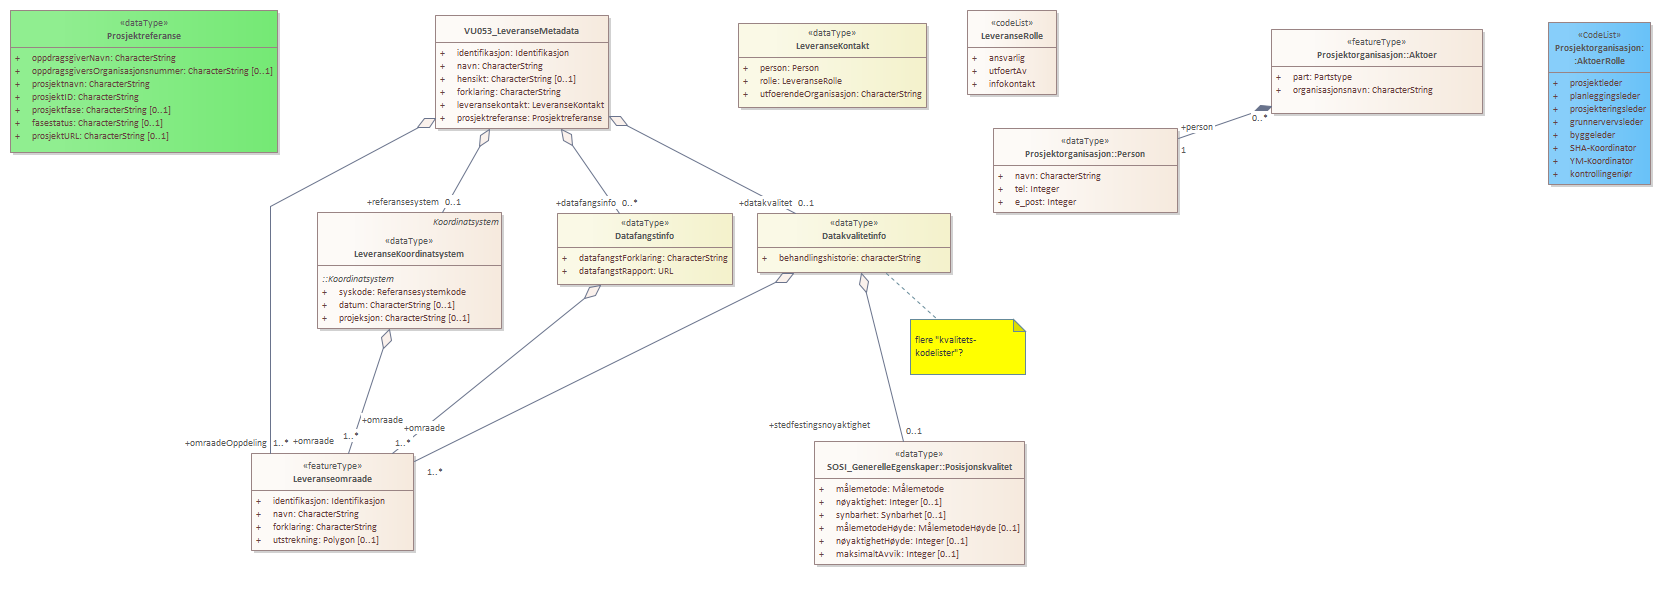 «dataType»
Prosjektreferanse
+ oppdragsgiverNavn: CharacterString
+ oppdragsgiversOrganisasjonsnummer: CharacterString [0..1]
+ prosjektnavn: CharacterString
+ prosjektID: CharacterString
+ prosjektfase: CharacterString [0..1]
+ fasestatus: CharacterString [0..1]
+ prosjektURL: CharacterString [0..1]
VU053_LeveranseMetadata
+ identifikasjon: Identifikasjon
+ navn: CharacterString
+ hensikt: CharacterString [0..1]
+ forklaring: CharacterString
+ leveransekontakt: LeveranseKontakt
+ prosjektreferanse: Prosjektreferanse
«dataType»
LeveranseKontakt
+ person: Person
+ rolle: LeveranseRolle
+ utfoerendeOrganisasjon: CharacterString
«codeList»
LeveranseRolle
+ ansvarlig
+ utfoertAv
+ infokontakt
«featureType»
Prosjektorganisasjon::Aktoer
+ part: Partstype
+ organisasjonsnavn: CharacterString
«CodeList»
Prosjektorganisasjon:
:AktoerRolle
+ prosjektleder
+ planleggingsleder
+ prosjekteringsleder
+ grunnervervsleder
+ byggeleder
+ SHA-Koordinator
+ YM-Koordinator
+ kontrollingeniør
+person
1
0..*
«dataType»
Prosjektorganisasjon::Person
+ navn: CharacterString
+ tel: Integer
+ e_post: Integer
+referansesystem 0..1
+datafangsinfo 0..*
+datakvalitet 0..1
Koordinatsystem
«dataType»
LeveranseKoordinatsystem
::Koordinatsystem
+ syskode: Referansesystemkode
+ datum: CharacterString [0..1]
+ projeksjon: CharacterString [0..1]
«dataType»
Datafangstinfo
+ datafangstForklaring: CharacterString
+ datafangstRapport: URL
«dataType»
Datakvalitetinfo
+ behandlingshistorie: characterString
flere "kvalitets-
kodelister"?
+omraadeOppdeling 1..*
+omraade 1..*
+omraade
1..*
+omraade
1..*
+stedfestingsnoyaktighet
0..1
«featureType»
Leveranseomraade
+ identifikasjon: Identifikasjon
+ navn: CharacterString
+ forklaring: CharacterString
+ utstrekning: Polygon [0..1]
«dataType»
SOSI_GenerelleEgenskaper::Posisjonskvalitet
+ målemetode: Målemetode
+ nøyaktighet: Integer [0..1]
+ synbarhet: Synbarhet [0..1]
+ målemetodeHøyde: MålemetodeHøyde [0..1]
+ nøyaktighetHøyde: Integer [0..1]
+ maksimaltAvvik: Integer [0..1]